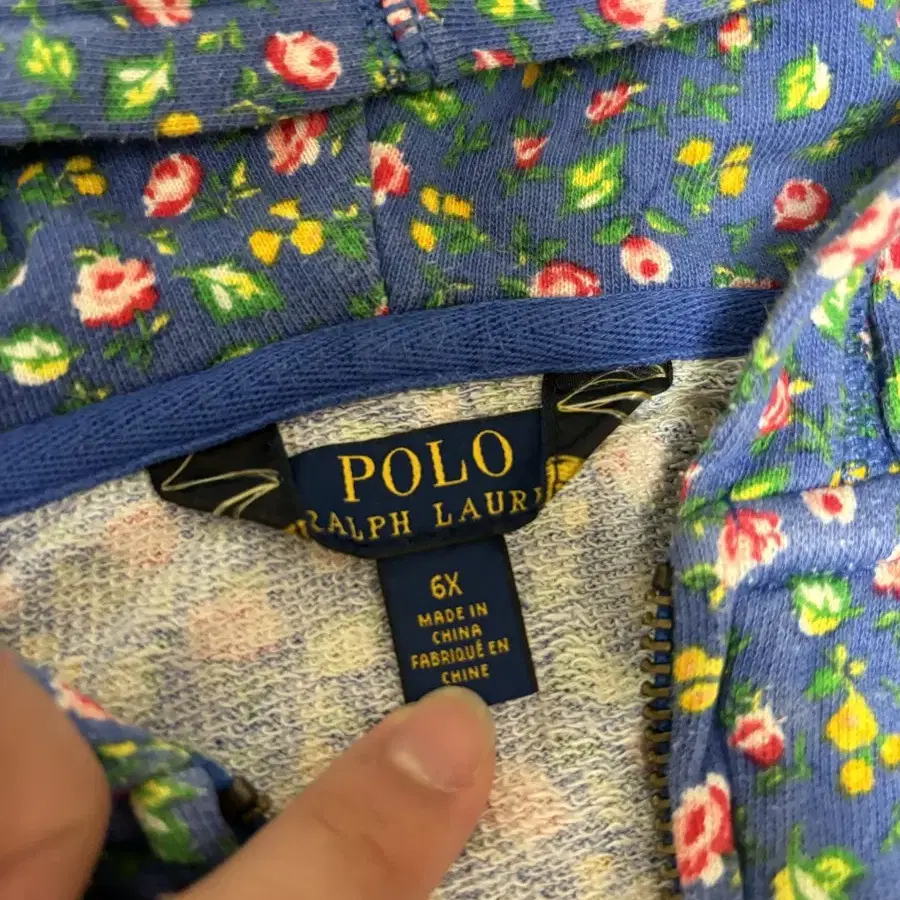 POLO
RALPH LAUR
6X
MADE IN
CHINA
FABRIQUÉ EN
CHINE